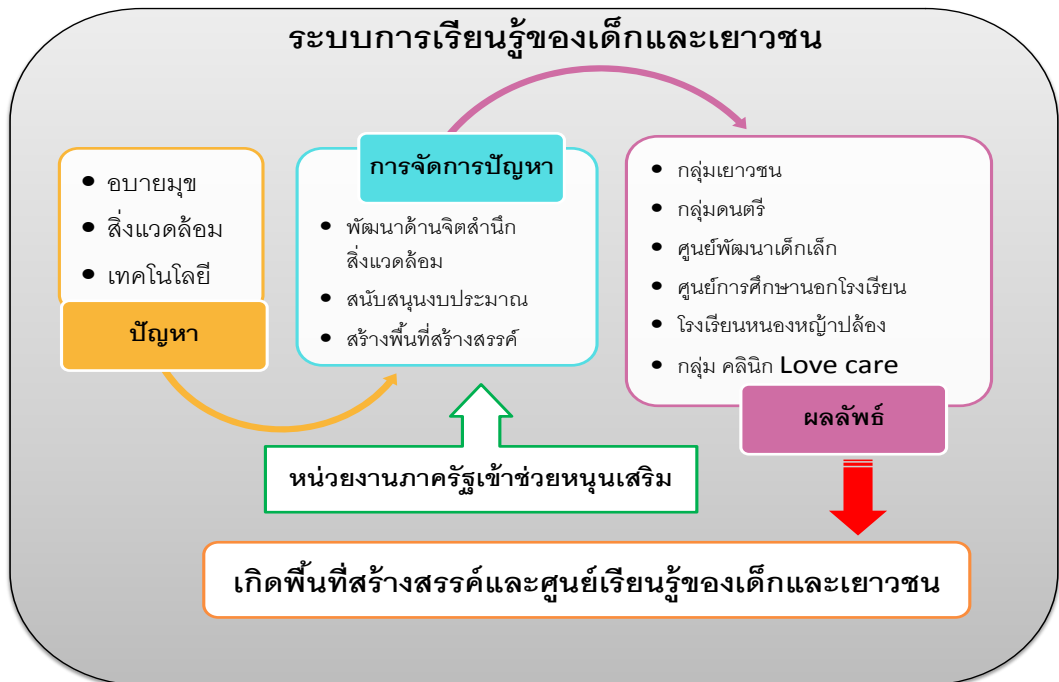 ระบบการเรียนรู้ของเด็กและเยาวชน
• อบายมุข
• สิ่งแวดล้อม
• เทคโนโลยี
ปัญหา
การจัดการปัญหา
• พัฒนาด้านจิตสำนึก
สิ่งแวดล้อม
• สนับสนุนงบประมาณ
• สร้างพื้นที่สร้างสรรค์
• กลุ่มเยาวชน
• กลุ่มดนตรี
• ศูนย์พัฒนาเด็กเล็ก
• ศูนย์การศึกษานอกโรงเรียน
• โรงเรียนหนองหญ้าปล้อง
• กลุ่ม คลินิก Love care
ผลลัพธ์
หน่วยงานภาครัฐเข้าช่วยหนุนเสริม
เกิดพื้นที่สร้างสรรค์และศูนย์เรียนรู้ของเด็กและเยาวชน